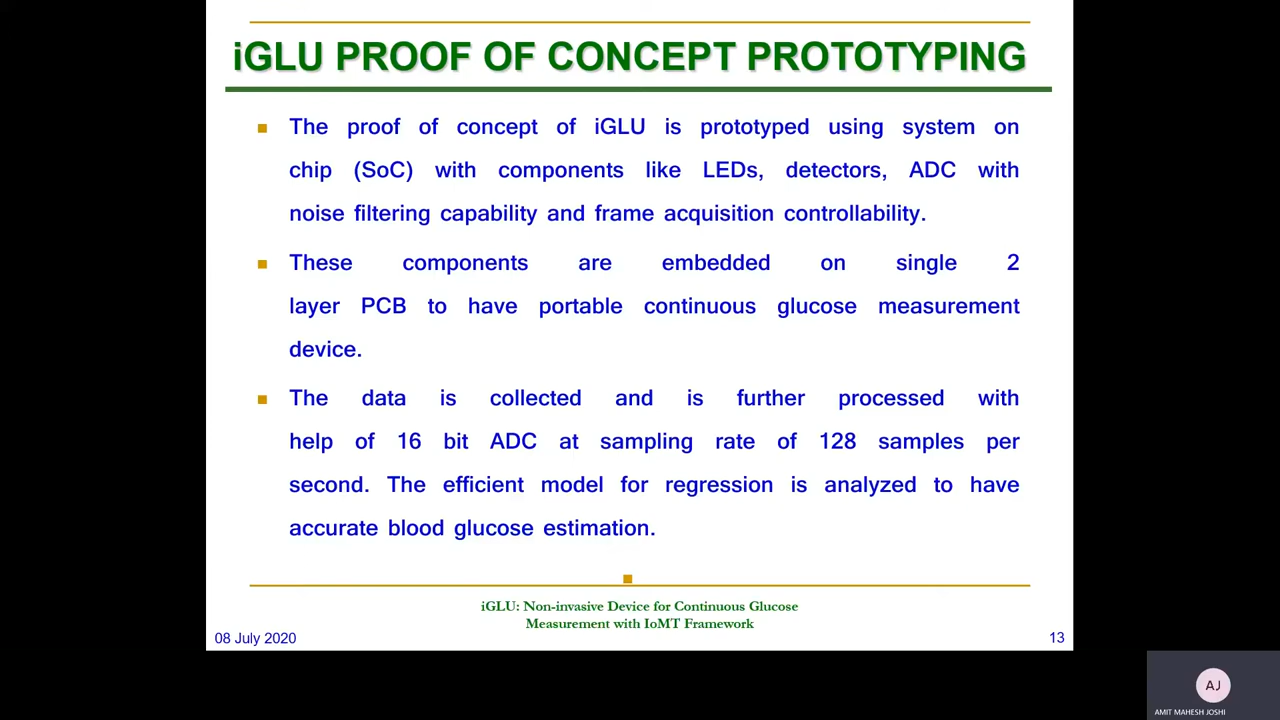 iGLU PROOF OF CONCEPT PROTOTYPING
The proof of concept of iGLU is prototyped using system on
chip (SoC) with components like LEDs, detectors, ADC with
noise filtering capability and frame acquisition controllability.
These components are embedded on single 2
layer PCB to have portable continuous glucose measurement
device.
The data is collected and is further processed with
help of 16 bit ADC at sampling rate of 128 samples per
second. The efficient model for regression is analyzed to have
accurate blood glucose estimation.
iGLU: Non-invasive Device for Continuous Glucose
Measurement with IoMT Framework
08 July 2020
13
AJ
AMIT MAHESH JOSHI